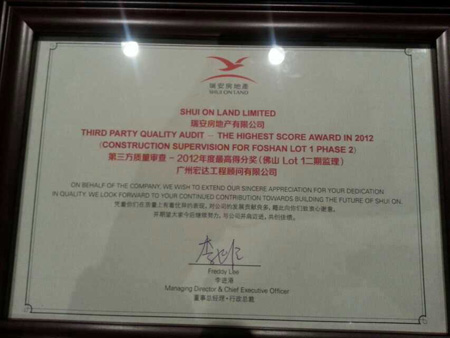 瑞安房地產
SHUI ON LAND
SHUI ON LAND LIMITED
瑞安房地产有限公司
THIRD PARTY QUALITY AUDIT - THE HIGHEST SCORE AWARD IN 2012
(CONSTRUCTION SUPERVISION FOR FOSHAN LOT 1 PHASE 2)
第三方质量审查-2012年度最高得分奖(佛山 Lot 1二期监理)
广州宏达工程顾问有限公司
ON BEHALF OF THE COMPANY, WE WISH TO EXTEND OUR SINCERE APPRECIATION FOR YOUR DEDICATION
IN QUALITY. WE LOOK FORWARD TO YOUR CONTINUED CONTRIBUTION TOWARDS BUILDING THE FUTURE OF SHUI ON.
Freddy Lee
李进港
Managing Director & Chief Executive Officer
董事总经理·行政总裁